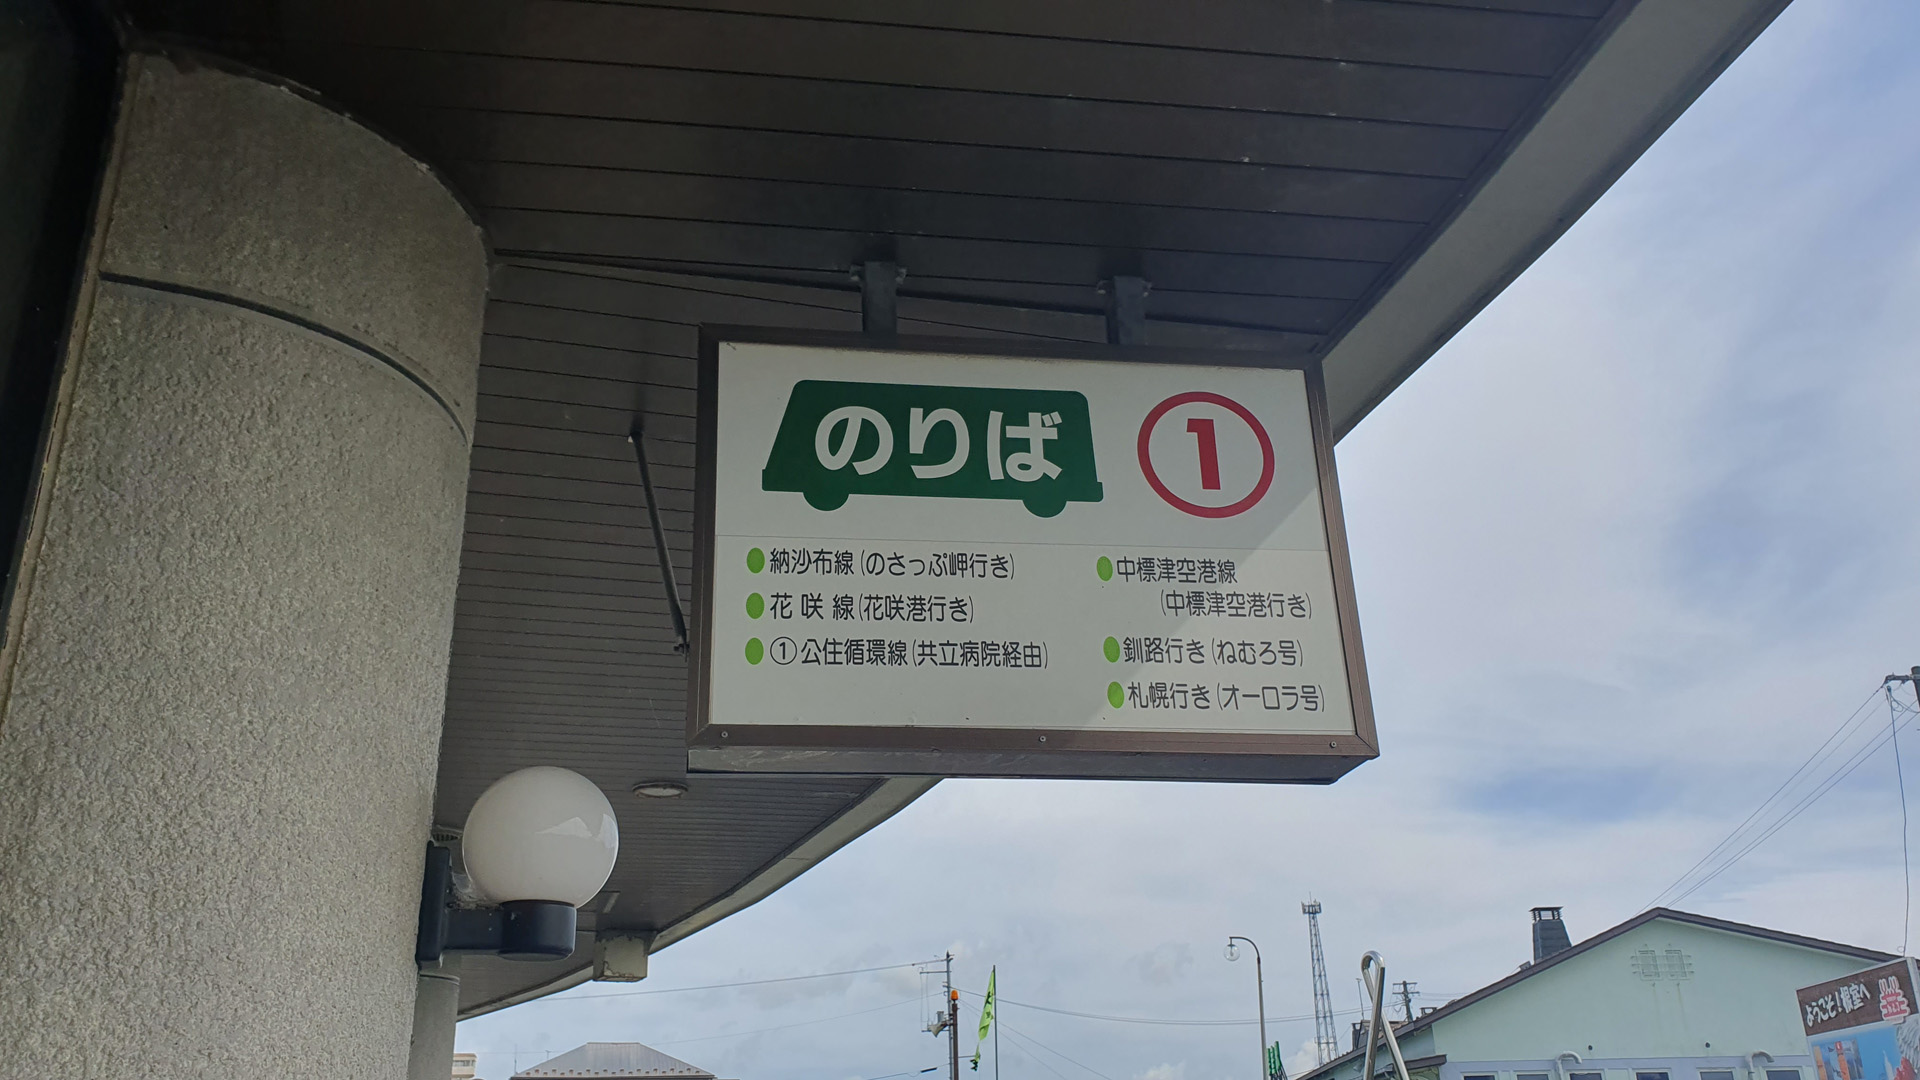 のりば 1
納沙布線(のさっぷ岬行き)
花咲線(花咲港行き)
①公住循環線(共立病院経由)
中標津空港線
(中標津空港行き)
釧路行き(ねむろ号)
札幌行き(オーロラ号)
ようこそ!根室へ